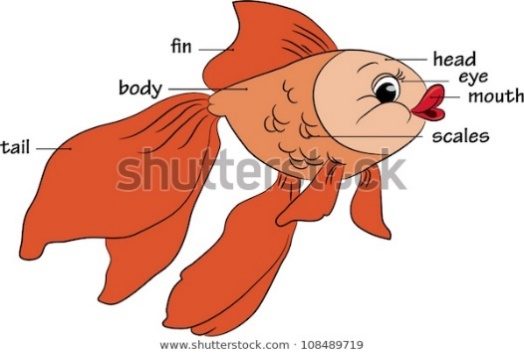 fin
head
eye
body
mouth
scales
tail
shutterstock
www.shutterstock.com · 108489719